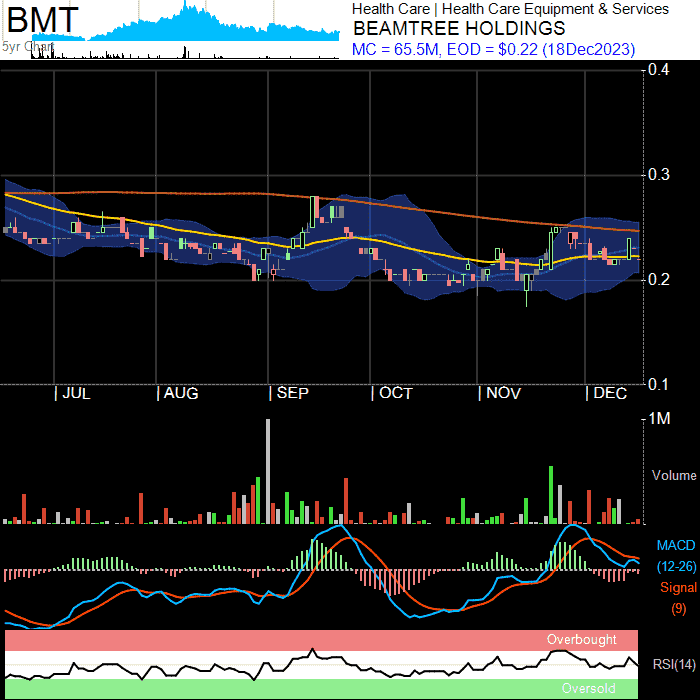 BMT
5yr Chart
Health Care | Health Care Equipment & Services
BEAMTREE HOLDINGS
MC = 65.5M, EOD = $0.22 (18Dec2023)
0.4
0.3
0.2
0.1
| JUL | AUG | SEP | OCT | NOV | DEC
1M
Volume
MACD
(12-26)
Signal
(9)
Overbought
RSI(14)
Oversold